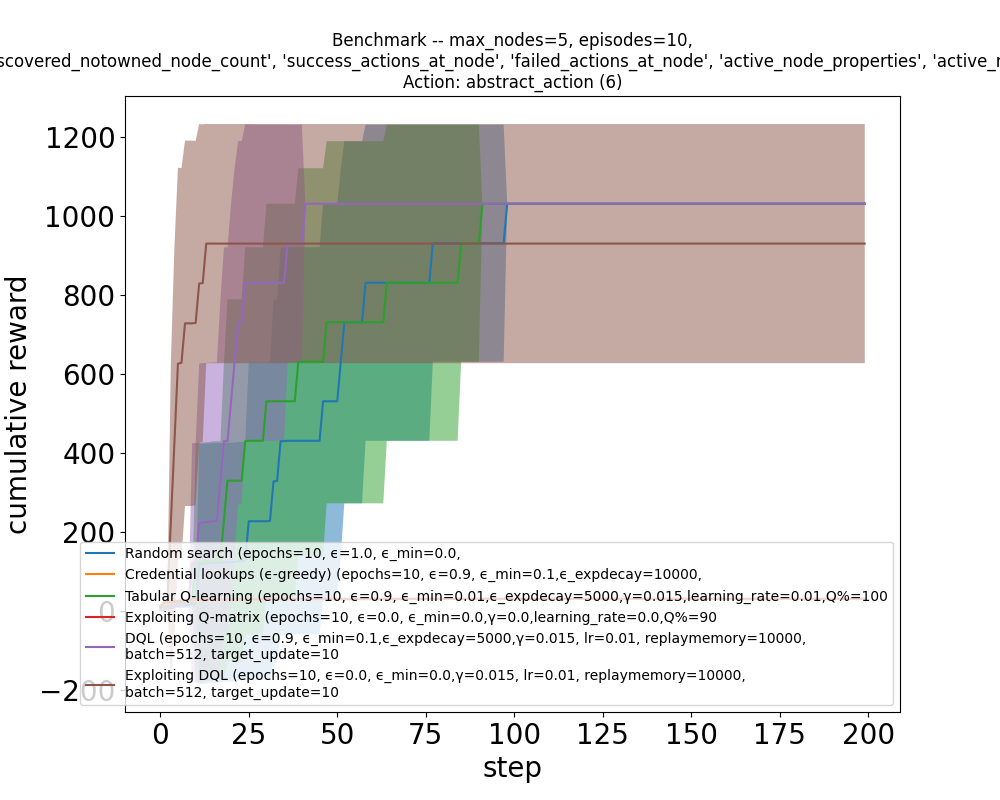 Benchmark -- max_nodes=5, episodes=10,
scovered_notowned_node_count', 'success_actions_at_node', 'failed_actions_at_node', 'active_node_properties', 'active_n
Action: abstract_action (6)
1200
1000
800
600
400
200
0
−200
cumulative reward
Random search (epochs=10, ϵ=1.0, ϵ_min=0.0,
Credential lookups (ϵ-greedy) (epochs=10, ϵ=0.9, ϵ_min=0.1,ϵ_expdecay=10000,
Tabular Q-learning (epochs=10, ϵ=0.9, ϵ_min=0.01,ϵ_expdecay=5000,γ=0.015,learning_rate=0.01,Q%=100
Exploiting Q-matrix (epochs=10, ϵ=0.0, ϵ_min=0.0,γ=0.0,learning_rate=0.0,Q%=90
DQL (epochs=10, ϵ=0.9, ϵ_min=0.1,ϵ_expdecay=5000,γ=0.015, lr=0.01, replaymemory=10000,
batch=512, target_update=10
Exploiting DQL (epochs=10, ϵ=0.0, ϵ_min=0.0,γ=0.015, lr=0.01, replaymemory=10000,
batch=512, target_update=10
0 25 50 75 100 125 150 175 200
step